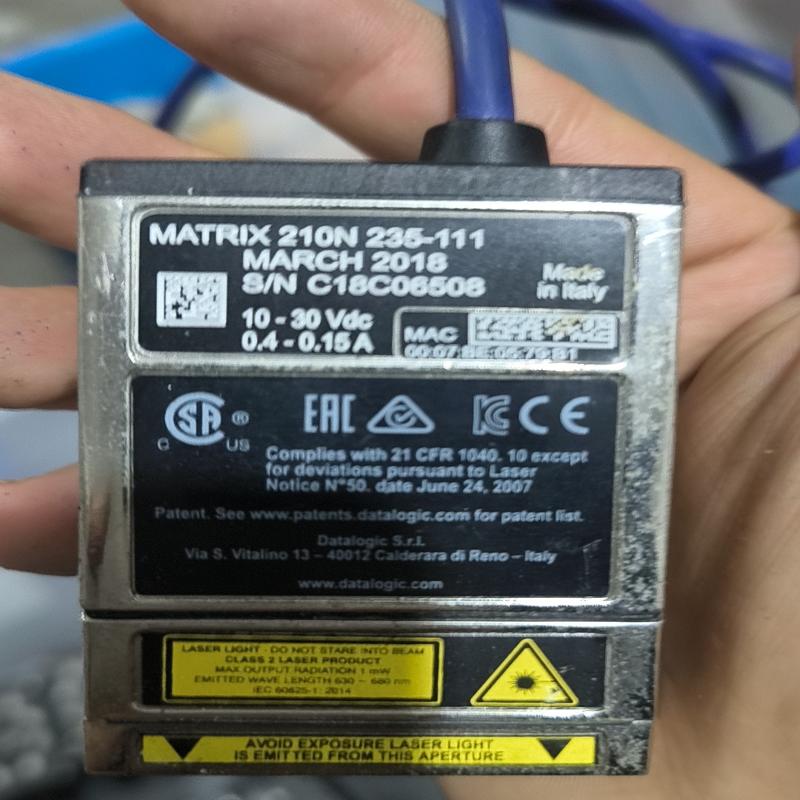 MATRIX 210N 235-111
MARCH 2018
S/N C18C06508
Made
in Italy
10 - 30 Vdc
0.4 - 0.15 A
MAC
C SA ® US
EAC
CE
Complies with 21 CFR 1040. 10 except
for deviations pursuant to Laser
Notice N°50. date June 24, 2007
Patent. See www.patents.datalogic.com for patent list.
Datalogic S.r.l.
Via S. Vitalino 13 – 40012 Calderara di Reno – Italy
www.datalogic.com
LASER LIGHT - DO NOT STARE INTO BEAM
CLASS 2 LASER PRODUCT
MAX OUTPUT RADIATION 1 mW
EMITTED WAVE LENGTH 630 ~ 680 nm
IEC 60825-1: 2014
AVOID EXPOSURE LASER LIGHT
IS EMITTED FROM THIS APERTURE